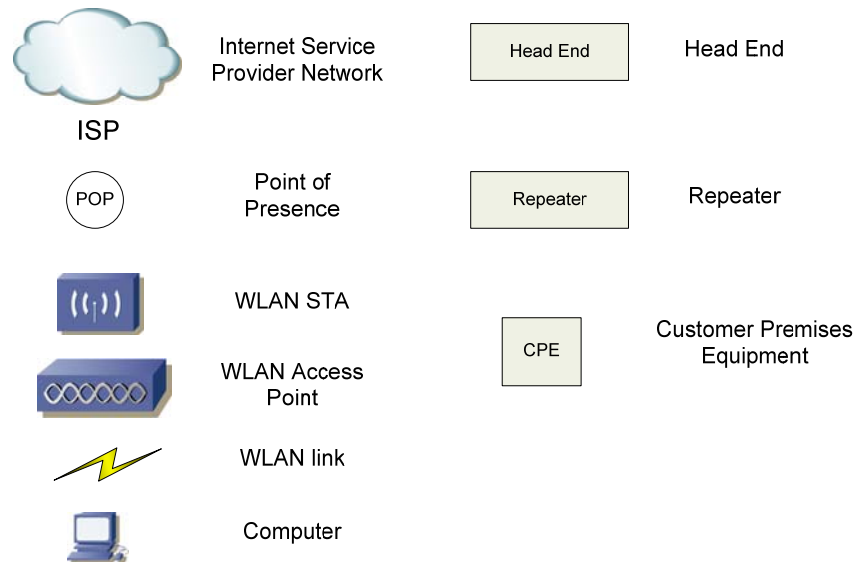 Internet Service
Provider Network
ISP
Head End
Head End
POP
Point of
Presence
Repeater
Repeater
WLAN STA
CPE
Customer Premises
Equipment
WLAN Access
Point
WLAN link
Computer